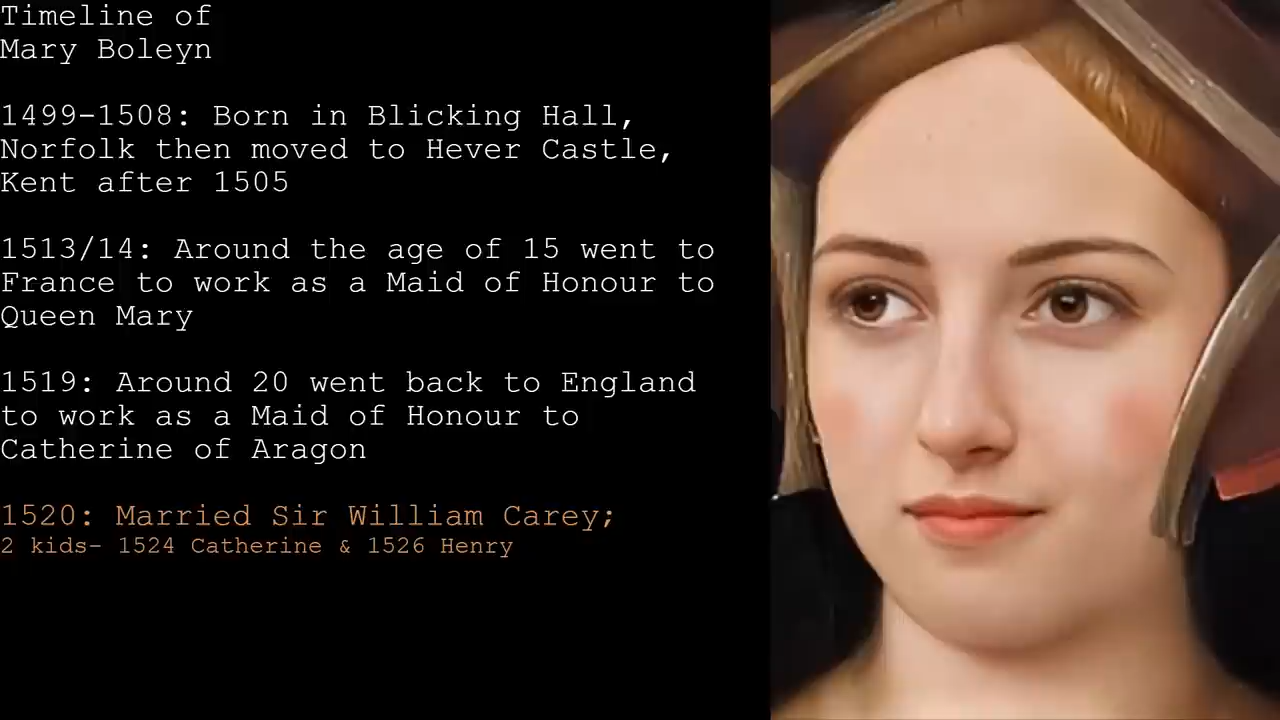 Timeline of
Mary Boleyn
1499-1508: Born in Blicking Hall,
Norfolk then moved to Hever Castle,
Kent after 1505
1513/14: Around the age of 15 went to
France to work as a Maid of Honour to
Queen Mary
1519: Around 20 went back to England
to work as a Maid of Honour to
Catherine of Aragon
1520: Married Sir William Carey;
2 kids- 1524 Catherine & 1526 Henry